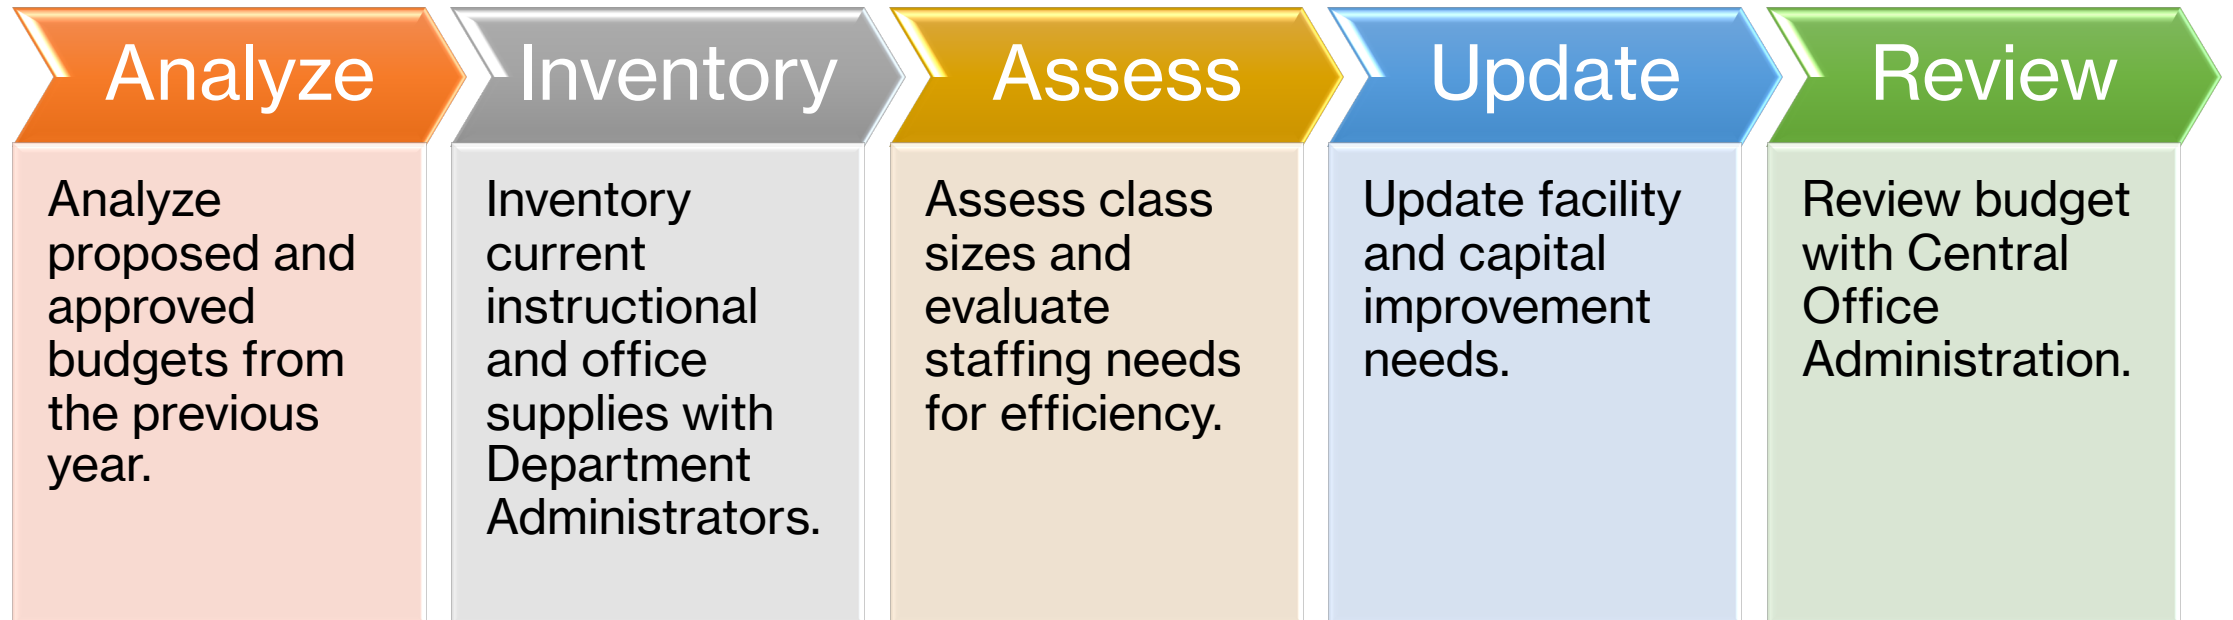 Analyze
Analyze
proposed and
approved
budgets from
the previous
year.
Inventory
Inventory
current
instructional
and office
supplies with
Department
Administrators.
Assess
Assess class
sizes and
evaluate
staffing needs
for efficiency.
Update
Update facility
and capital
improvement
needs.
Review
Review budget
with Central
Office
Administration.